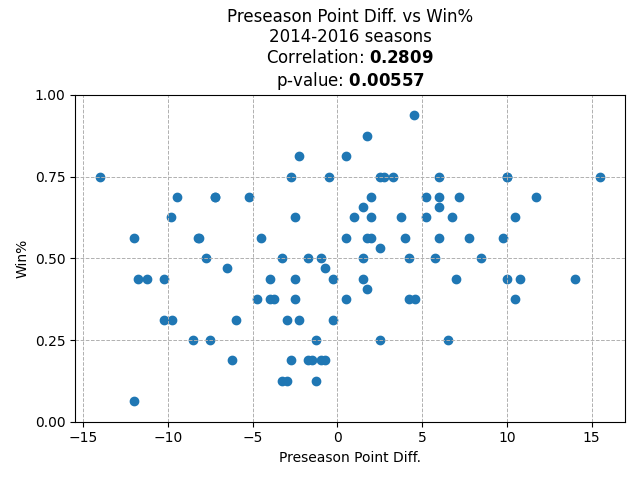 Preseason Point Diff. vs Win%
2014-2016 seasons
Correlation: 0.2809
p-value: 0.00557
1.00
0.75
0.50
0.25
0.00
Win%
−15 −10 −5 0 5 10 15
Preseason Point Diff.